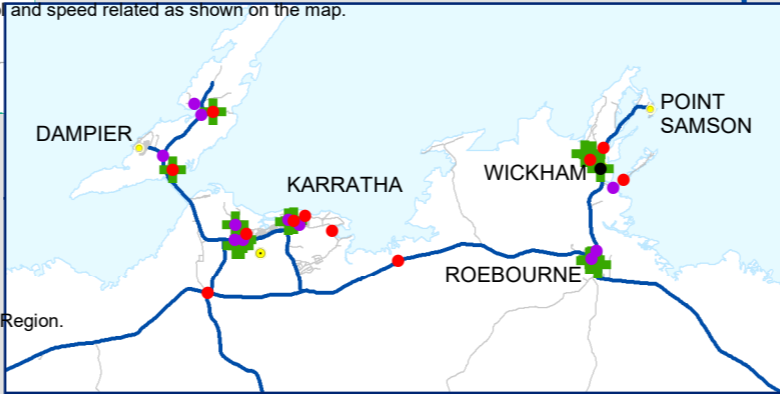 and speed related as shown on the map.
DAMPIER
KARRATHA
POINT
SAMSON
WICKHAM
ROEBOURNE
Region.